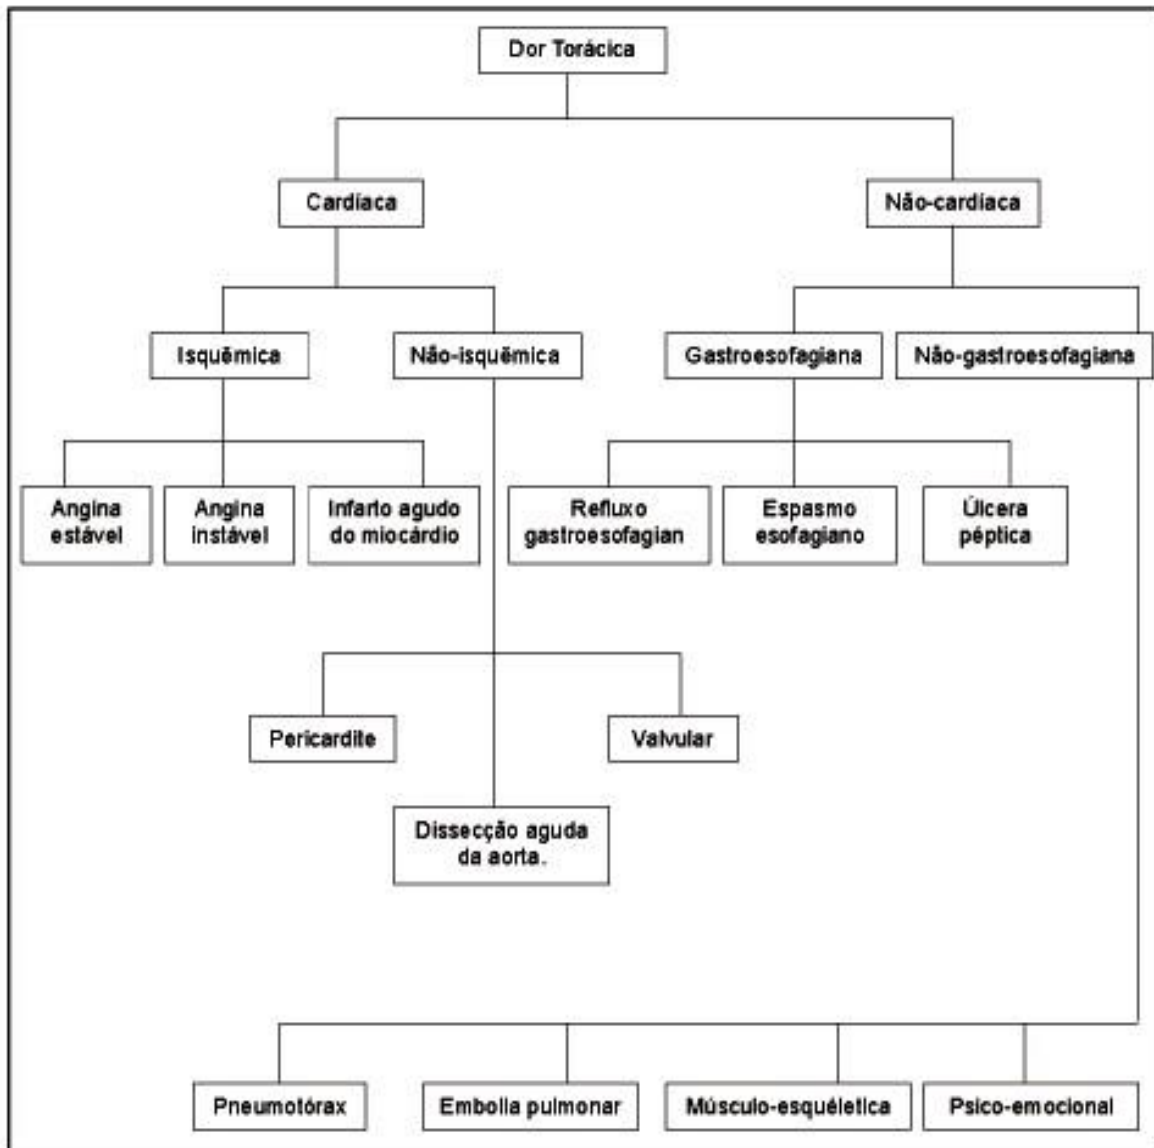 Dor Torácica
Cardíaca
Não-cardíaca
Isquêmica
Não-isquêmica
Gastroesofagiana
Não-gastroesofagiana
Angina
estável
Angina
instável
Infarto agudo
do miocárdio
Refluxo
gastroesofagian
Espasmo
esofagiano
Úlcera
péptica
Pericardite
Valvular
Dissecção aguda
da aorta.
Pneumotórax
Embolia pulmonar
Músculo-esquéletica
Psico-emocional